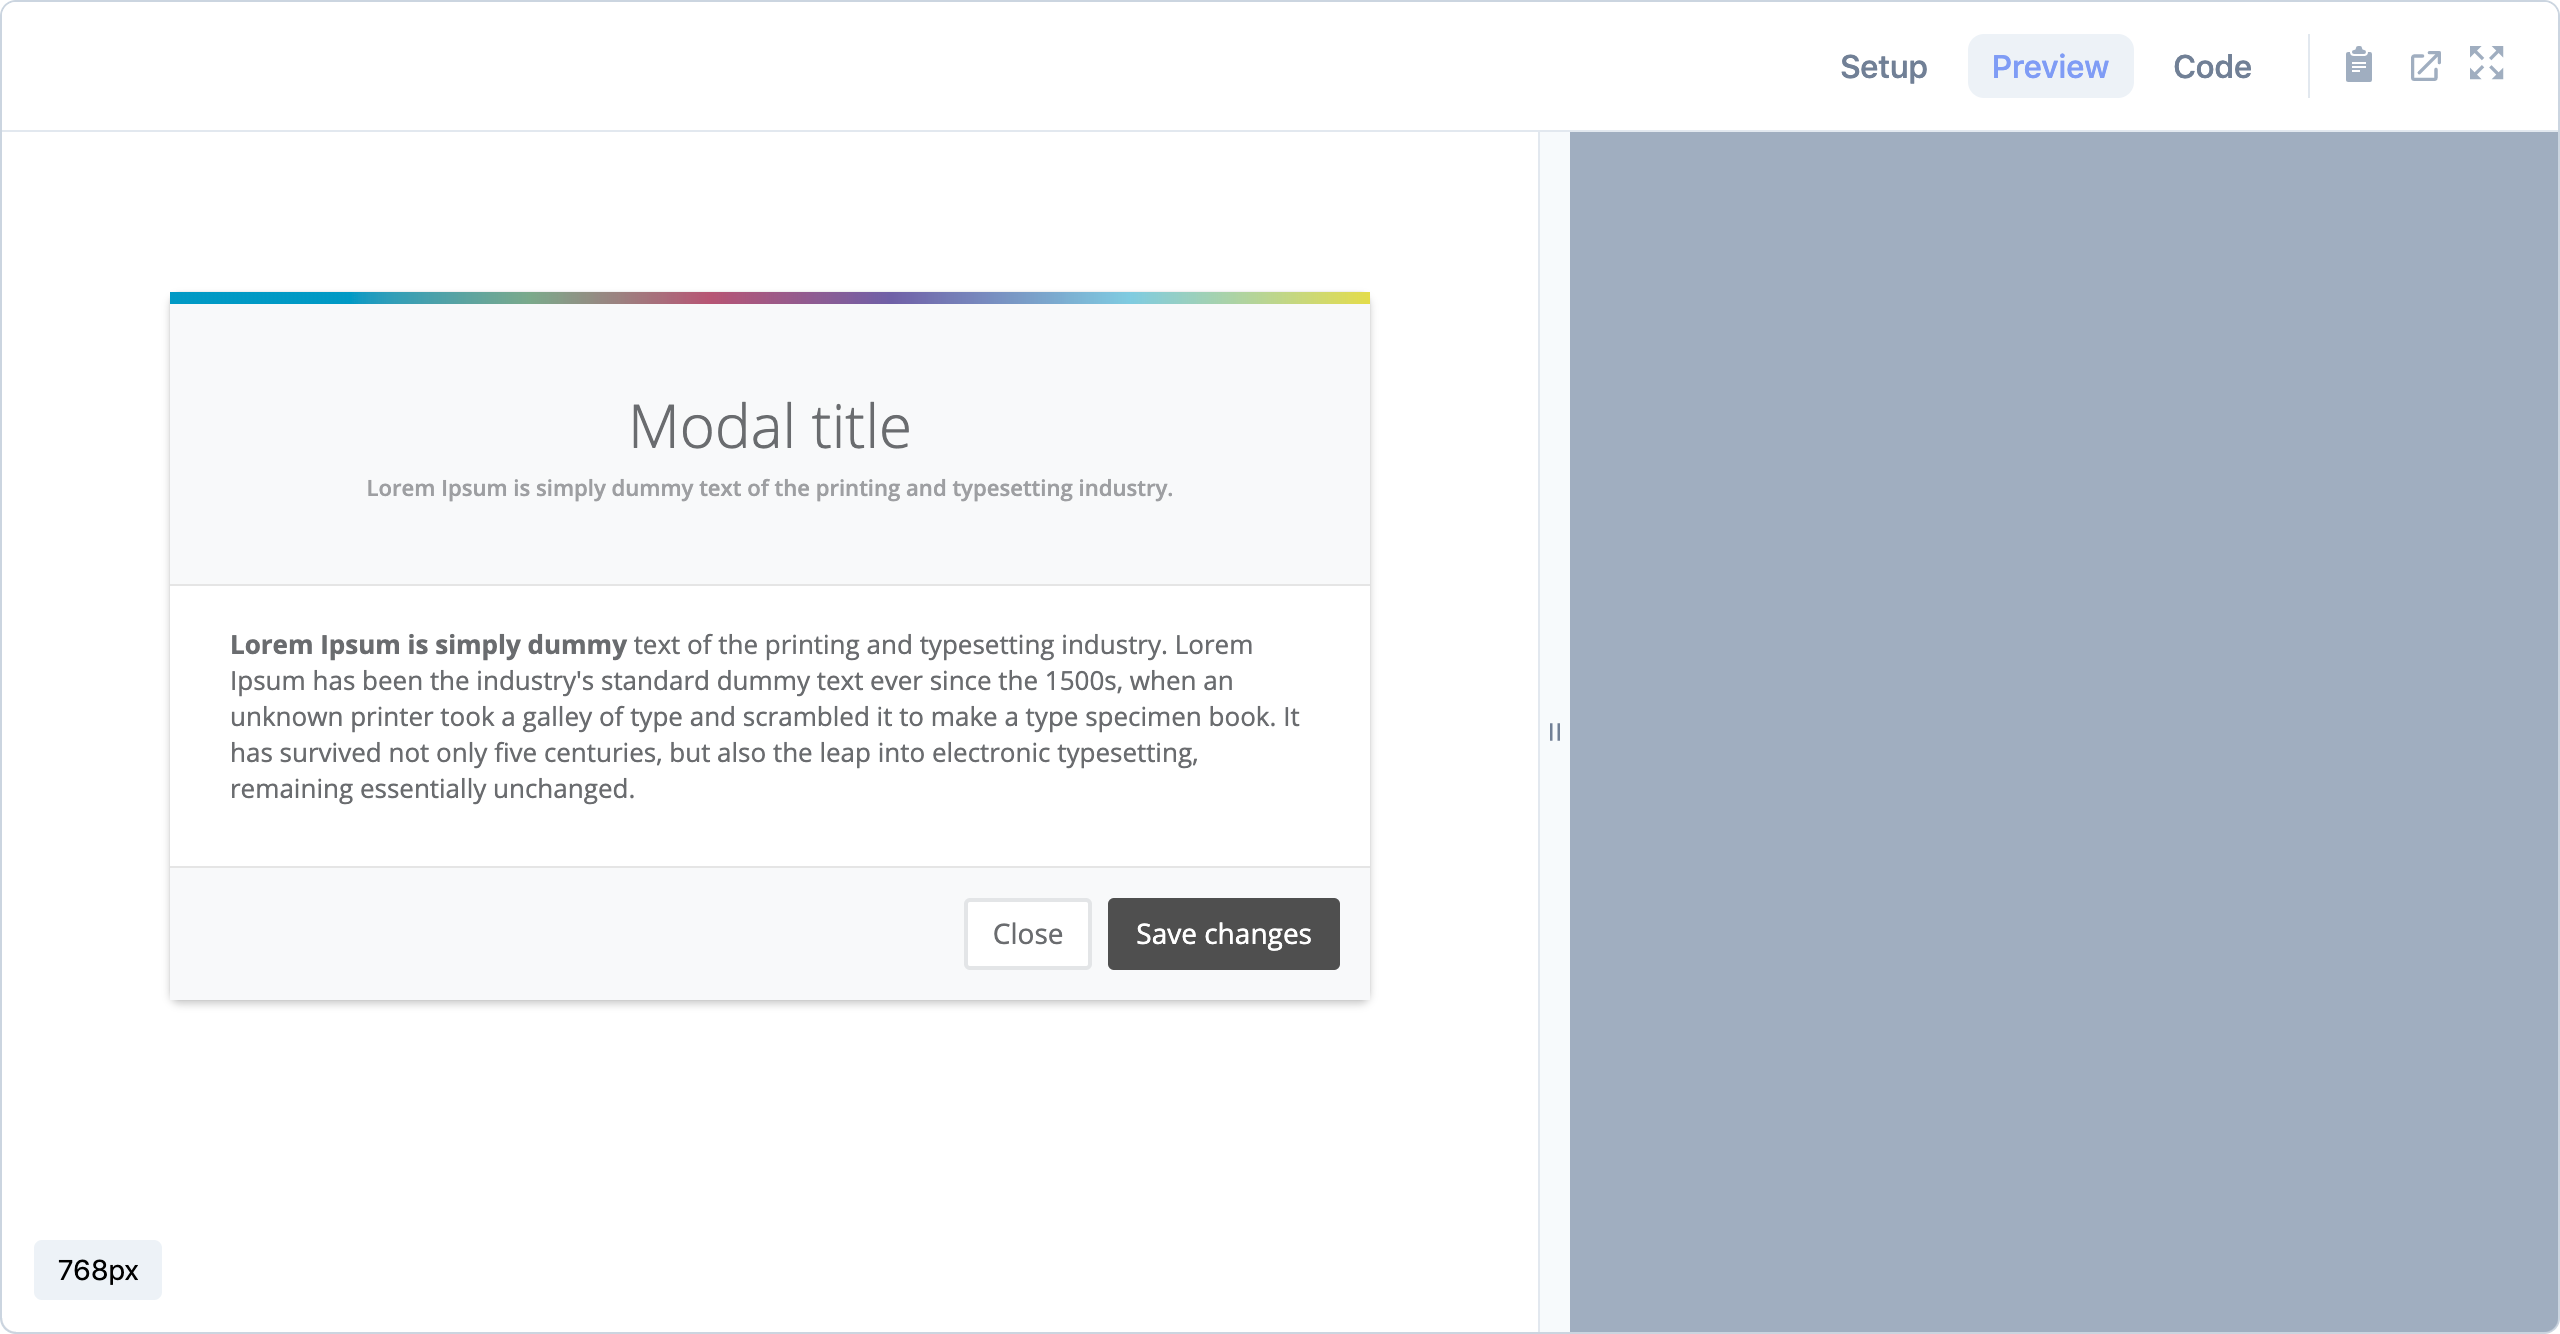 Setup Preview Code
Modal title
Lorem Ipsum is simply dummy text of the printing and typesetting industry.
Lorem Ipsum is simply dummy text of the printing and typesetting industry. Lorem
Ipsum has been the industry's standard dummy text ever since the 1500s, when an
unknown printer took a galley of type and scrambled it to make a type specimen book. It
has survived not only five centuries, but also the leap into electronic typesetting,
remaining essentially unchanged.
Close Save changes
768px